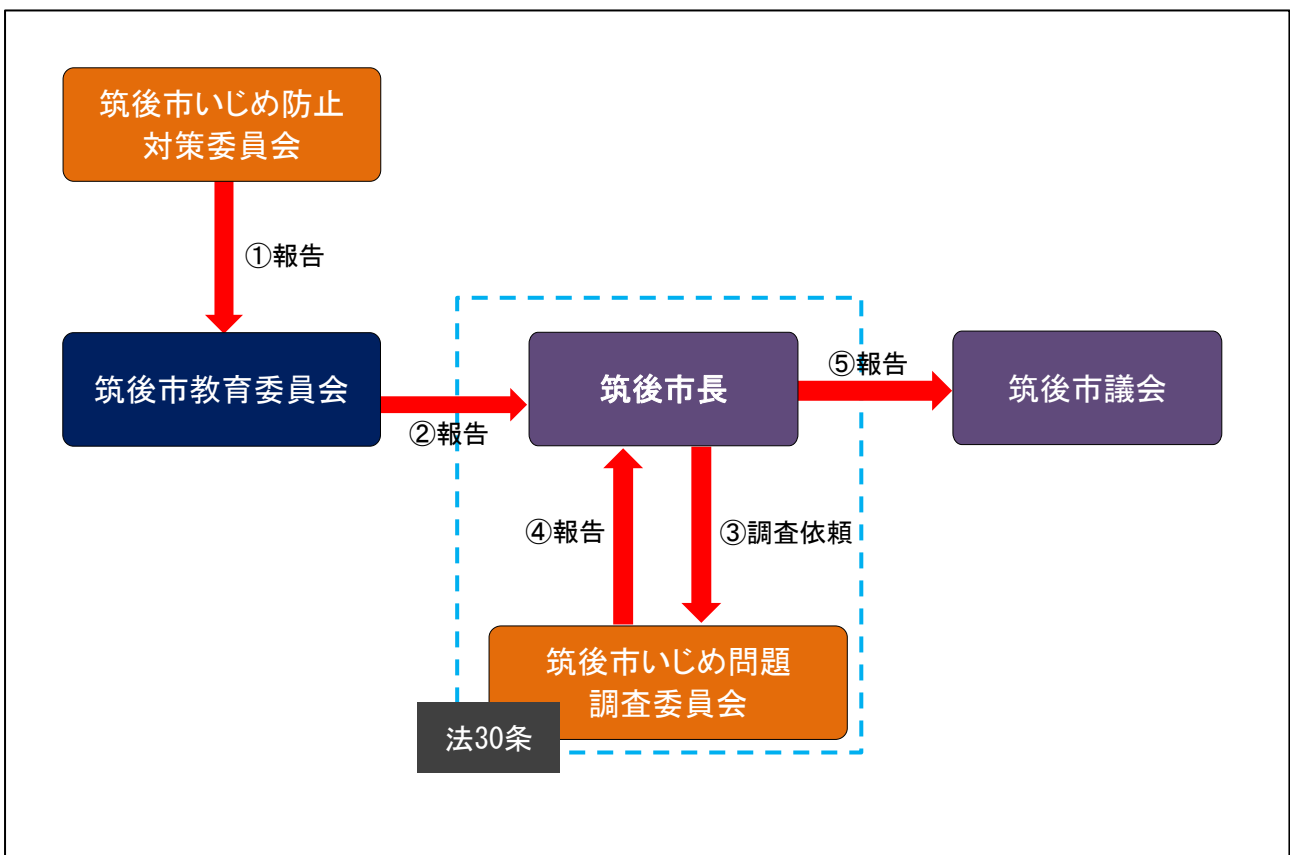 筑後市いじめ防止
対策委員会
①報告
筑後市教育委員会
②報告
筑後市長
⑤報告
筑後市議会
④報告
③調査依頼
筑後市いじめ問題
調査委員会
法30条